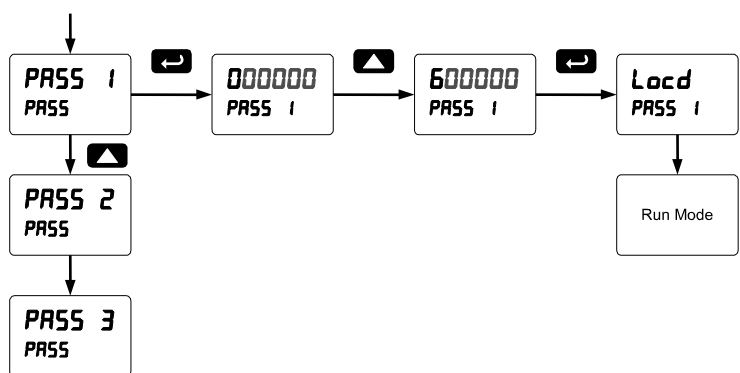 PASS 1
PASS
000000
PASS 1
600000
PASS 1
Locd
PASS 1
PASS 2
PASS
Run Mode
PASS 3
PASS